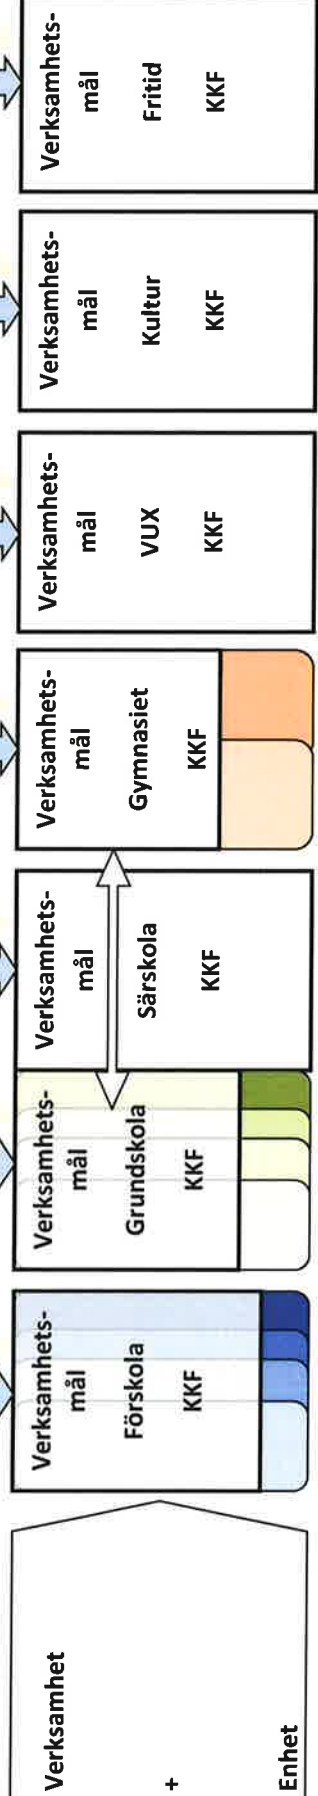 Verksamhet
+
Enhet
Verksamhets-
mål
Förskola
KKF
Verksamhets-
mål
Grundskola
KKF
Verksamhets-
mål
Särskola
KKF
Verksamhets-
mål
Gymnasiet
KKF
Verksamhets-
mål
VUX
KKF
Verksamhets-
mål
Kultur
KKF
Verksamhets-
mål
Fritid
KKF